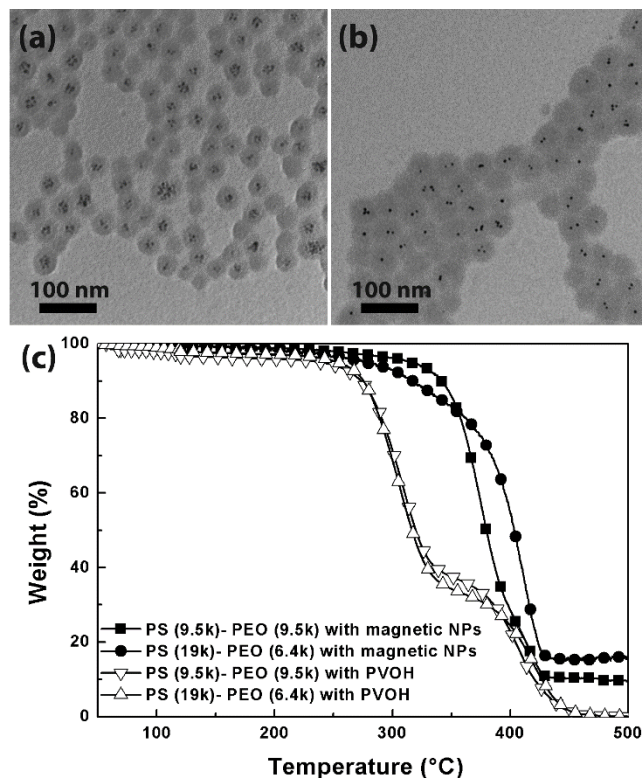 (a)
(b)
100 nm
100 nm
(c)
100
80
60
40
20
0
Weight (%)
PS (9.5k)- PEO (9.5k) with magnetic NPs
PS (19k)- PEO (6.4k) with magnetic NPs
PS (9.5k)- PEO (9.5k) with PVOH
PS (19k)- PEO (6.4k) with PVOH
100
200
300
400
500
Temperature (°C)